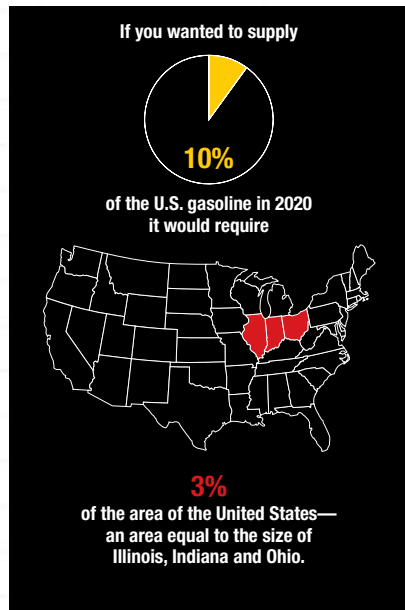 If you wanted to supply
10%
of the U.S. gasoline in 2020
it would require
3%
of the area of the United States—
an area equal to the size of
Illinois, Indiana and Ohio.